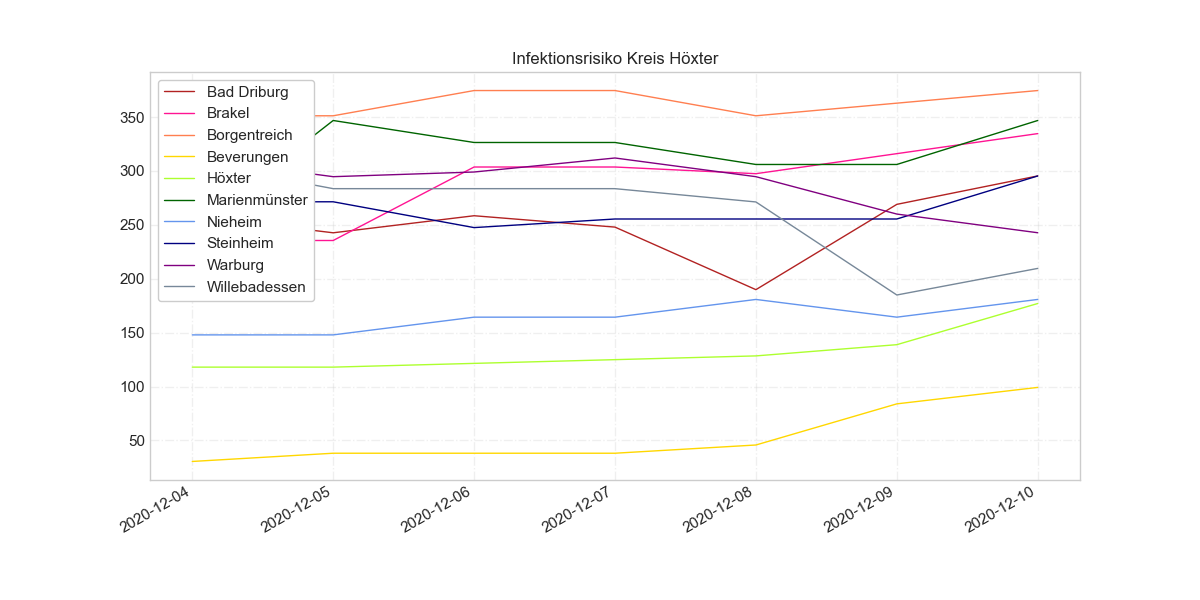 Infektionsrisiko Kreis Höxter
Bad Driburg
Brakel
Borgentreich
Beverungen
Höxter
Marienmünster
Nieheim
Steinheim
Warburg
Willebadessen
350
300
250
200
150
100
50
2020-12-04
2020-12-05
2020-12-06
2020-12-07
2020-12-08
2020-12-09
2020-12-10